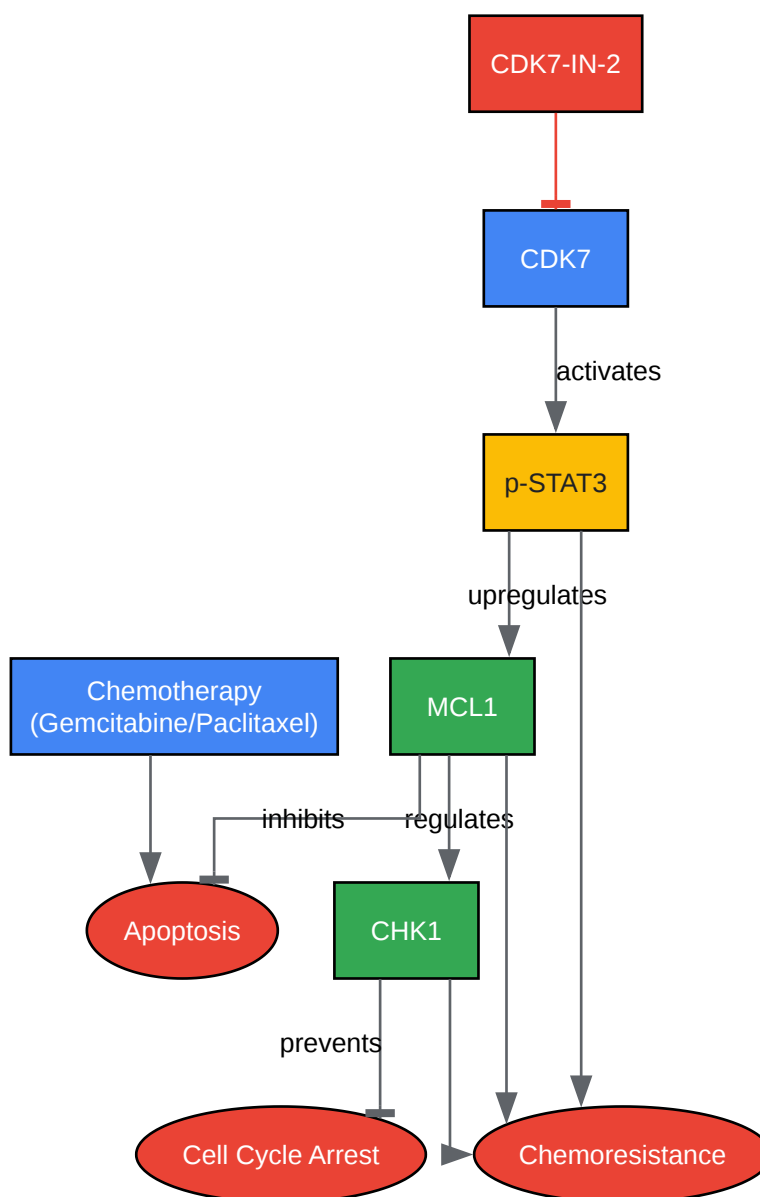 CDK7-IN-2
CDK7
activates
p-STAT3
upregulates
Chemotherapy
(Gemcitabine/Paclitaxel)
MCL1
inhibits
regulates
Apoptosis
CHK1
prevents
Cell Cycle Arrest
Chemoresistance